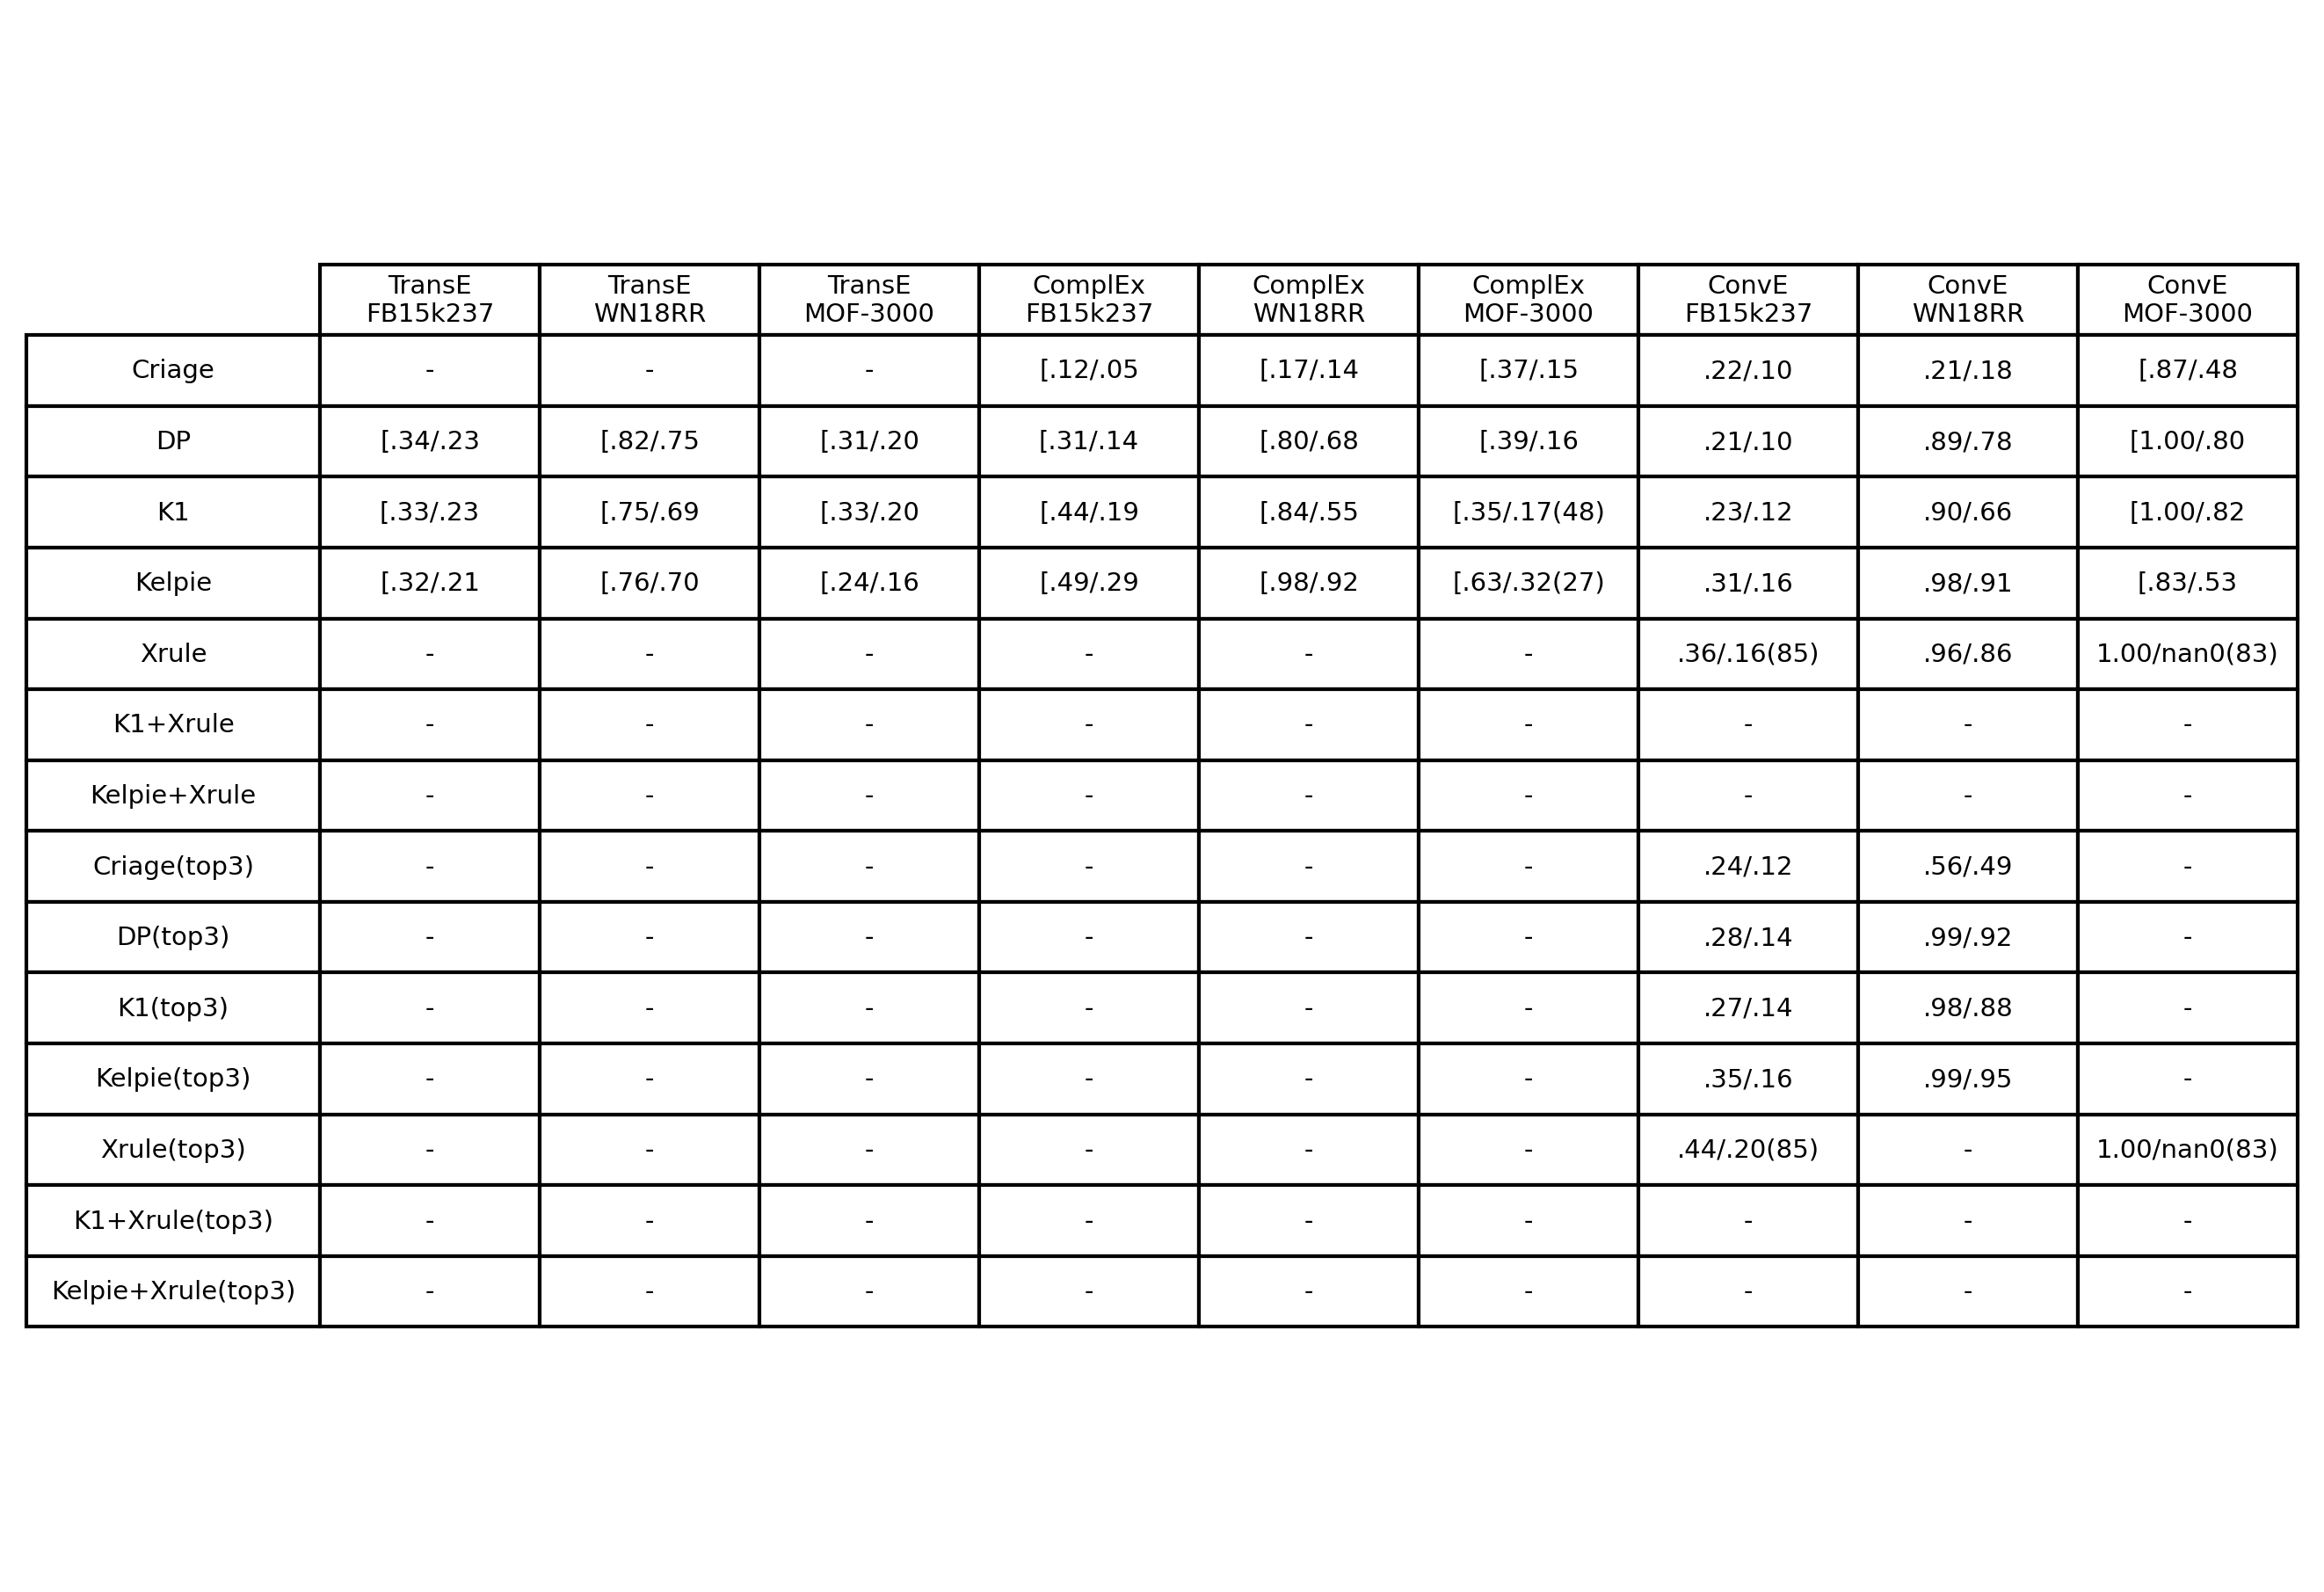 TransE TransE TransE ComplEx ComplEx ComplEx ConvE ConvE ConvE
FB15k237 WN18RR MOF-3000 FB15k237 WN18RR MOF-3000 FB15k237 WN18RR MOF-3000
Criage - - - [.12/.05 [.17/.14 [.37/.15 .22/.10 .21/.18 [.87/.48
DP [.34/.23 [.82/.75 [.31/.20 [.31/.14 [.80/.68 [.39/.16 .21/.10 .89/.78 [1.00/.80
K1 [.33/.23 [.75/.69 [.33/.20 [.44/.19 [.84/.55 [.35/.17(48) .23/.12 .90/.66 [1.00/.82
Kelpie [.32/.21 [.76/.70 [.24/.16 [.49/.29 [.98/.92 [.63/.32(27) .31/.16 .98/.91 [.83/.53
Xrule - - - - - - .36/.16(85) .96/.86 1.00/nan0(83)
K1+Xrule - - - - - - - - -
Kelpie+Xrule - - - - - - - - -
Criage(top3) - - - - - - .24/.12 .56/.49 -
DP(top3) - - - - - - .28/.14 .99/.92 -
K1(top3) - - - - - - .27/.14 .98/.88 -
Kelpie(top3) - - - - - - .35/.16 .99/.95 -
Xrule(top3) - - - - - - .44/.20(85) - 1.00/nan0(83)
K1+Xrule(top3) - - - - - - - - -
Kelpie+Xrule(top3) - - - - - - - - -